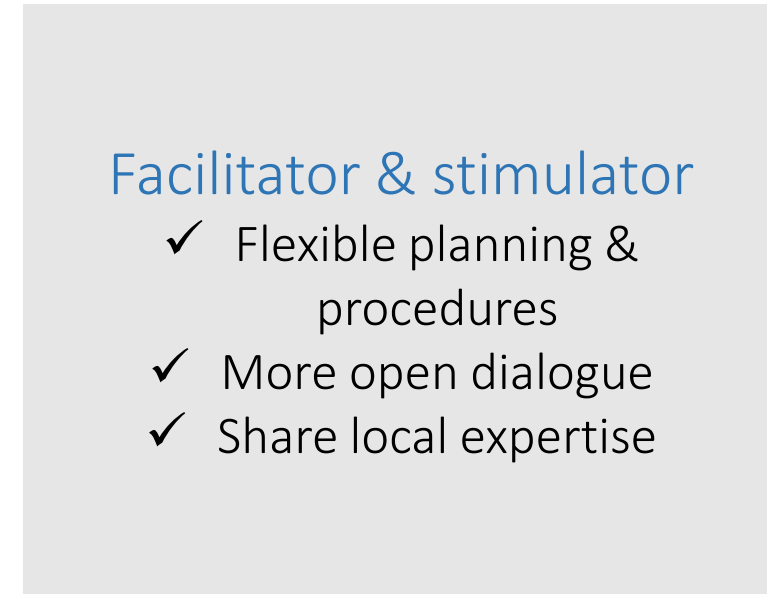 Facilitator & stimulator
✓ Flexible planning &
procedures
✓ More open dialogue
✓ Share local expertise